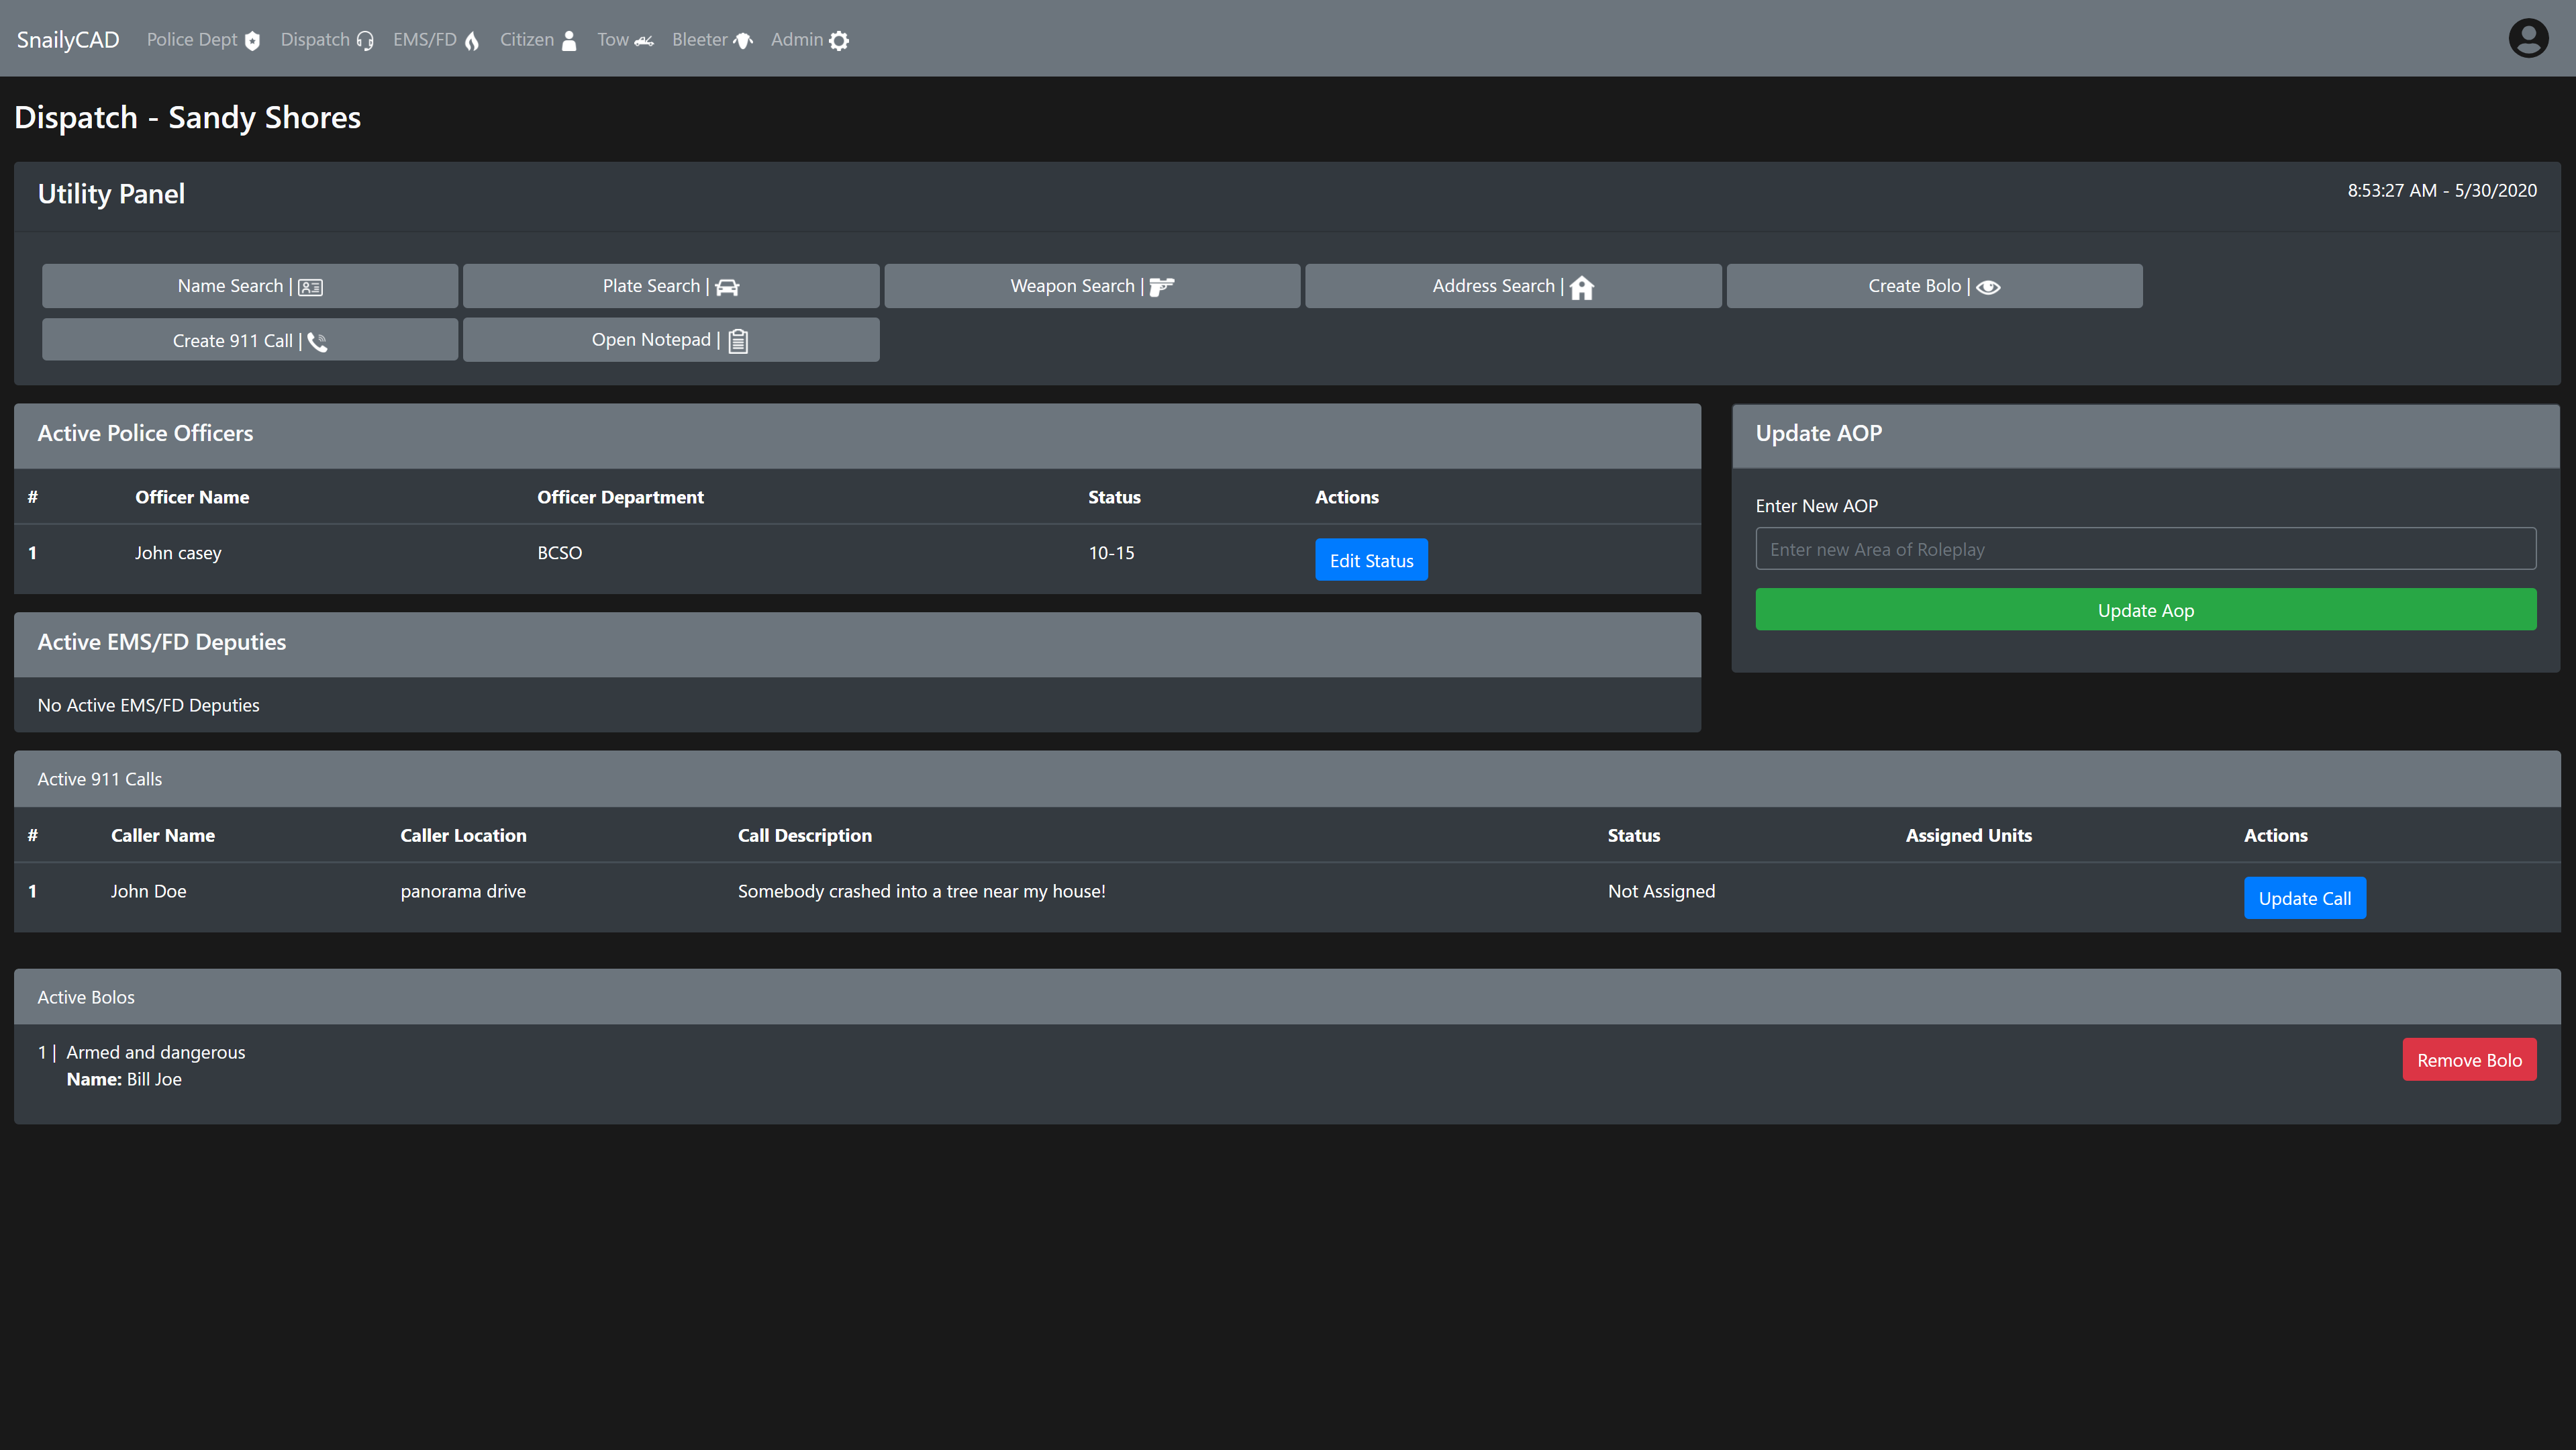 SnailyCAD Police Dept Dispatch EMS/FD Citizen Tow Bleeter Admin
Dispatch - Sandy Shores
Utility Panel 8:53:27 AM - 5/30/2020
Name Search | Plate Search | Weapon Search | Address Search | Create Bolo |
Create 911 Call | Open Notepad |
Active Police Officers
# Officer Name Officer Department Status Actions
1 John casey BCSO 10-15 Edit Status
Update AOP
Enter New AOP
Enter new Area of Roleplay
Update Aop
Active EMS/FD Deputies
No Active EMS/FD Deputies
Active 911 Calls
# Caller Name Caller Location Call Description Status Assigned Units Actions
1 John Doe panorama drive Somebody crashed into a tree near my house! Not Assigned Update Call
Active Bolos
1 | Armed and dangerous Remove Bolo
Name: Bill Joe